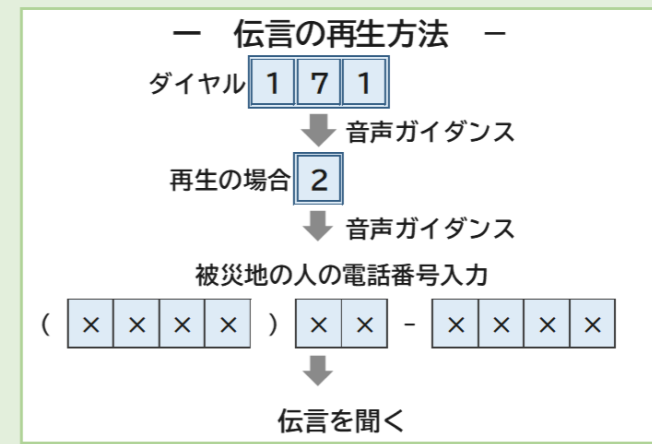 ー 伝言の再生方法 −
ダイヤル 1 7 1
音声ガイダンス
再生の場合 2
音声ガイダンス
被災地の人の電話番号入力
( × × × × ) × × - × × × ×
伝言を聞く